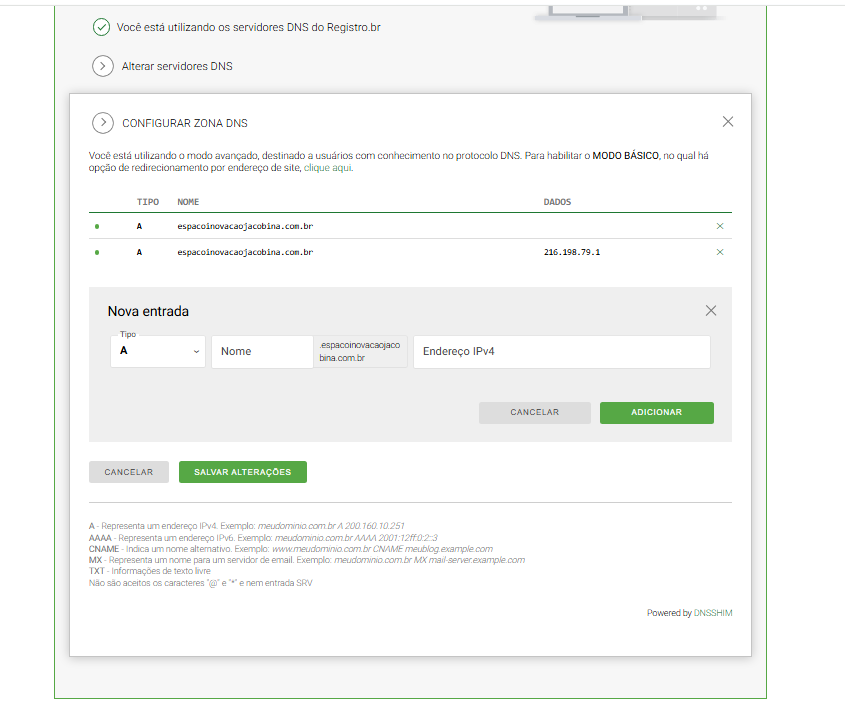 Você está utilizando os servidores DNS do Registro.br
Alterar servidores DNS
CONFIGURAR ZONA DNS
Você está utilizando o modo avançado, destinado a usuários com conhecimento no protocolo DNS. Para habilitar o MODO BÁSICO, no qual há
opção de redirecionamento por endereço de site, clique aqui.
TIPO NOME DADOS
A espacoinovacaojacobina.com.br
A espacoinovacaojacobina.com.br 216.198.79.1
Nova entrada
Tipo
A Nome .espacoinovacaojaco Endereço IPv4
bina.com.br
CANCELAR ADICIONAR
CANCELAR SALVAR ALTERAÇÕES
A - Representa um endereço IPv4. Exemplo: meudominio.com.br A 200.160.10.251
AAAA - Representa um endereço IPv6. Exemplo: meudominio.com.br AAAA 2001:12ff:0:2::3
CNAME - Indica um nome alternativo. Exemplo: www.meudominio.com.br CNAME meublog.example.com
MX - Representa um nome para um servidor de email. Exemplo: meudominio.com.br MX mail-server.example.com
TXT - Informações de texto livre
Não são aceitos os caracteres "@" e "*" e nem entrada SRV
Powered by DNSSHIM